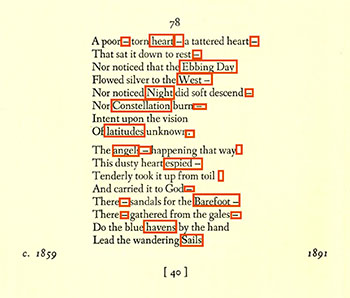 78
A poor – torn heart – a tattered heart –
That sat it down to rest –
Nor noticed that the Ebbing Day
Flowed silver to the West –
Nor noticed Night did soft descend –
Nor Constellation burn –
Intent upon the vision
Of latitudes unknown.
The angels – happening that way
This dusty heart espied –
Tenderly took it up from toil
And carried it to God –
There – sandals for the Barefoot –
There – gathered from the gales –
Do the blue havens by the hand
Lead the wandering Sails
c. 1859
1891
[ 40 ]